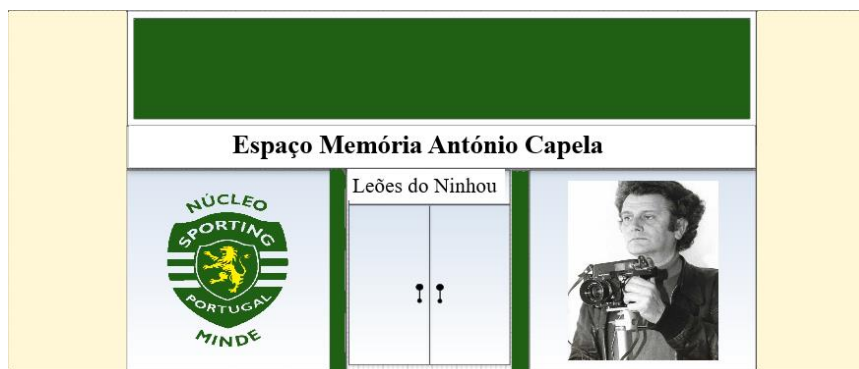 Espaço Memória António Capela
Leões do Ninhou
NÚCLEO
SPORTING
PORTUGAL
MINDE